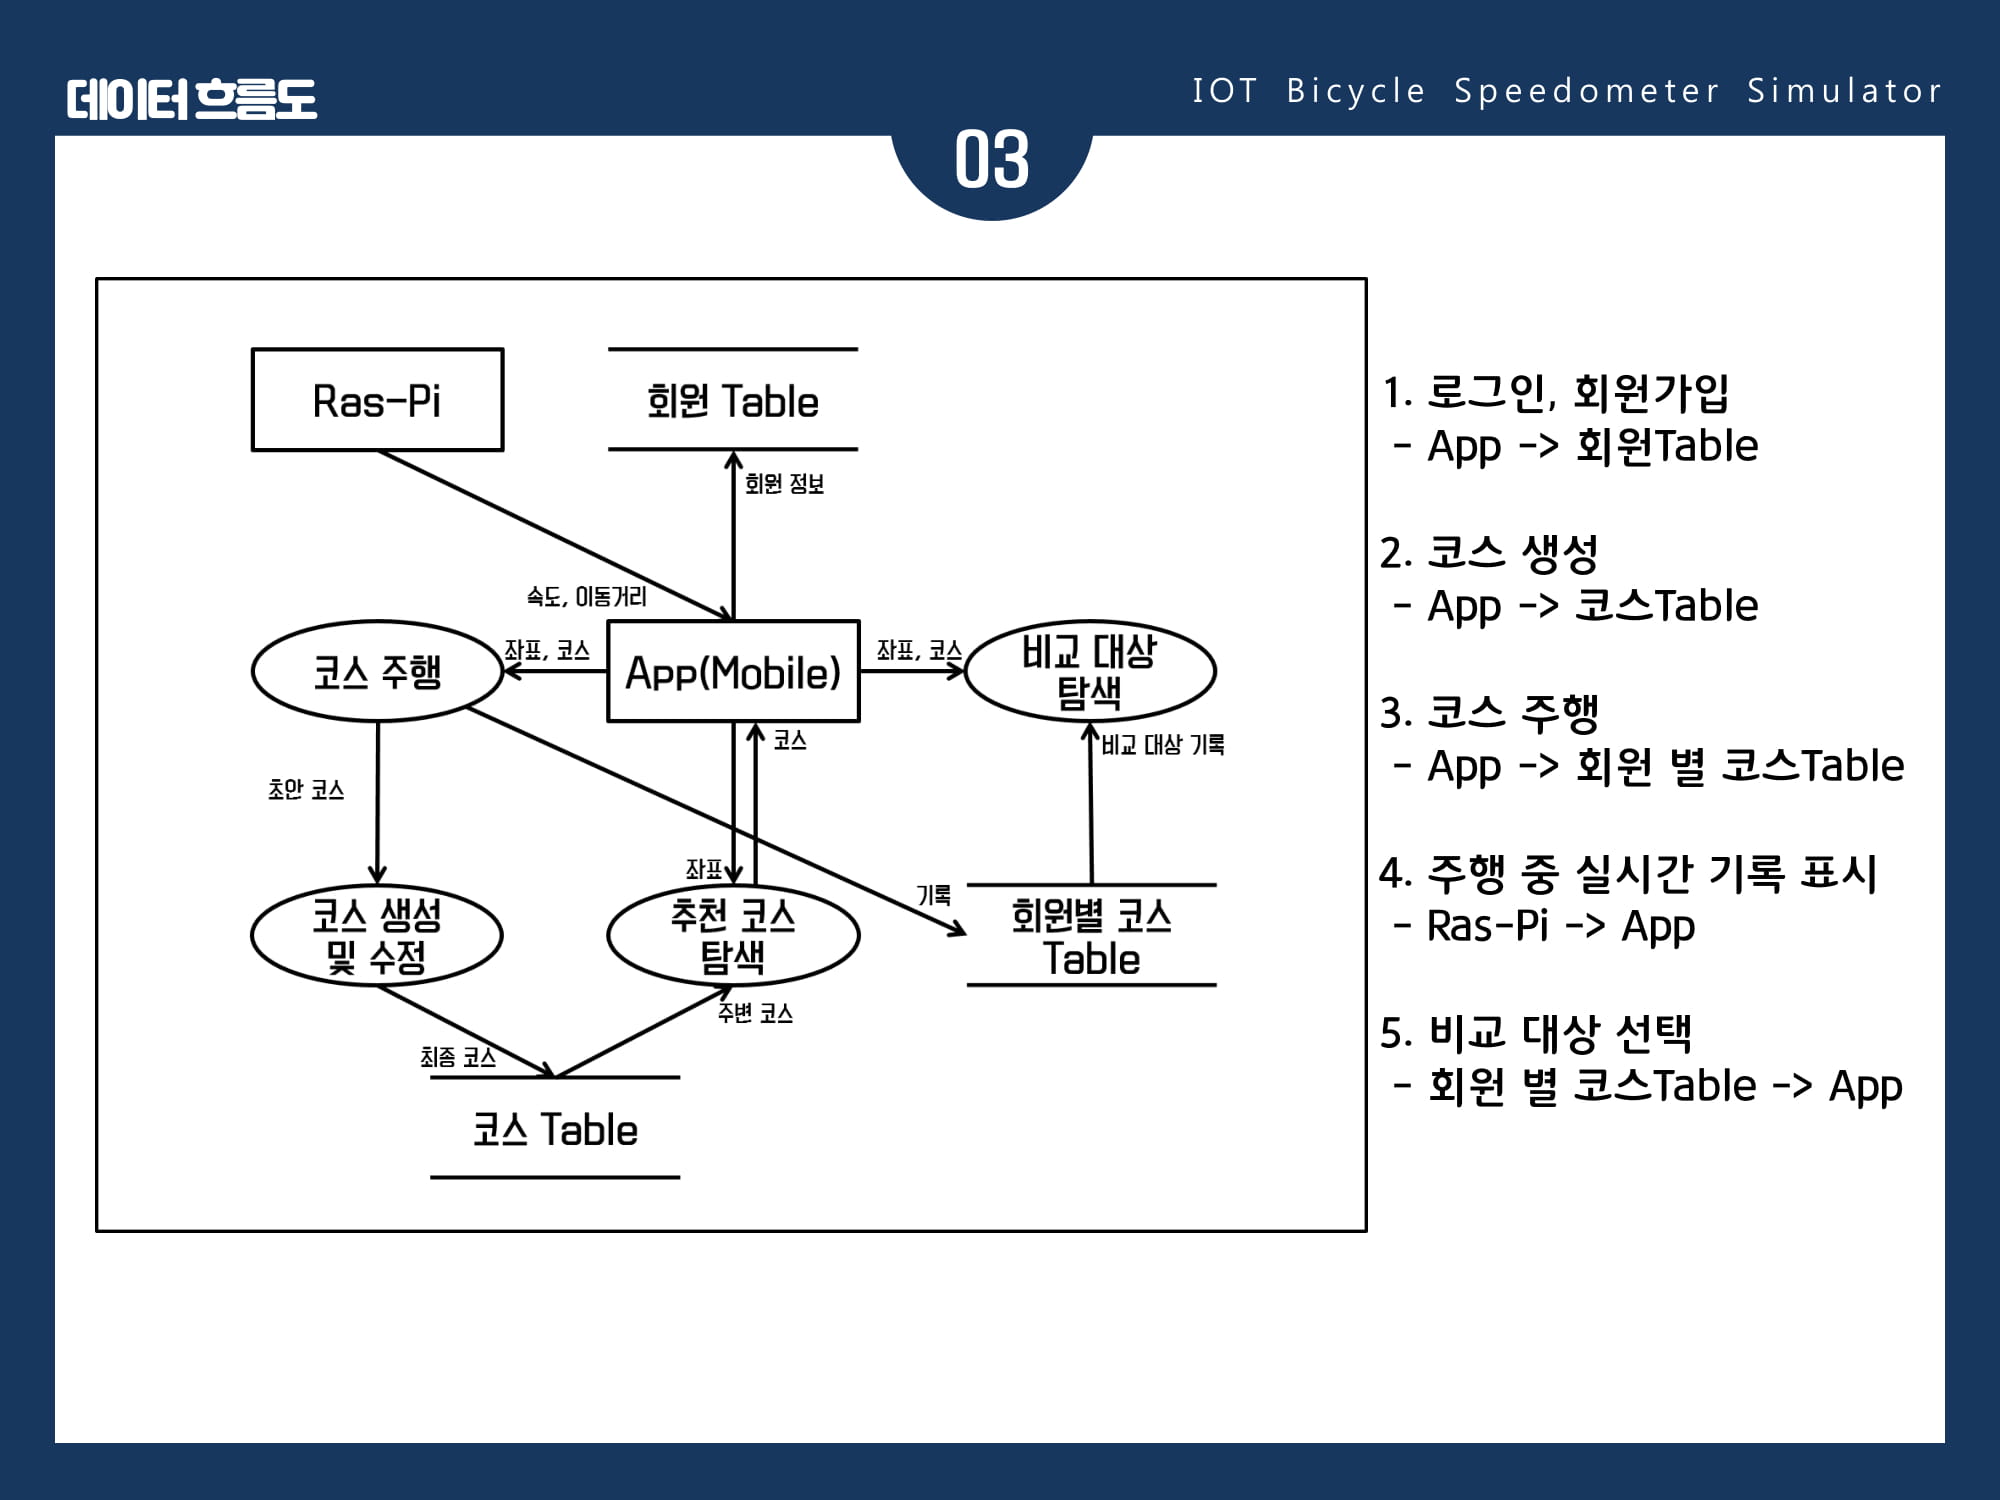 데이터 흐름도
IOT Bicycle Speedometer Simulator
03
Ras-Pi
회원 Table
회원 정보
속도, 이동거리
코스 주행
좌표, 코스
App(Mobile)
좌표, 코스
비교 대상
탐색
코스
비교 대상 기록
초안 코스
좌표
기록
코스 생성
및 수정
추천 코스
탐색
회원별 코스
Table
주변 코스
최종 코스
코스 Table
1. 로그인, 회원가입
- App -> 회원Table
2. 코스 생성
- App -> 코스Table
3. 코스 주행
- App -> 회원 별 코스Table
4. 주행 중 실시간 기록 표시
- Ras-Pi -> App
5. 비교 대상 선택
- 회원 별 코스Table -> App